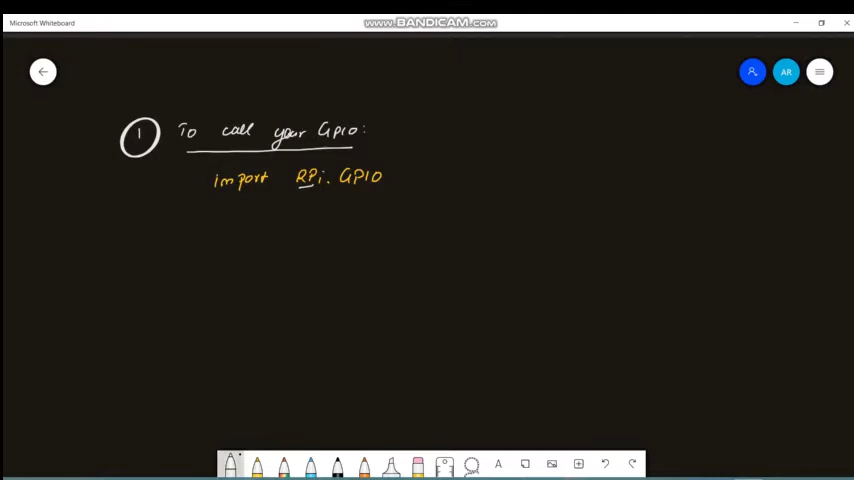 Microsoft Whiteboard
www.BANDICAM.com
AR
1 To call your GPIO:
import RPi.GPIO
A